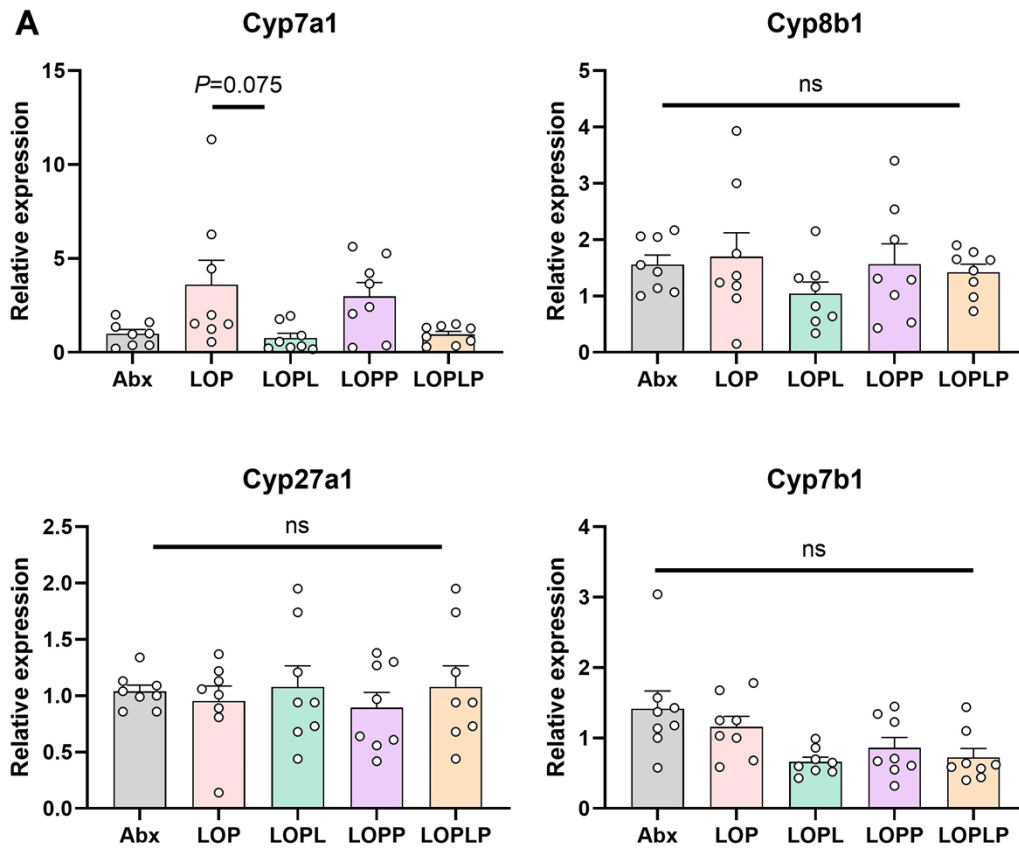 A
Cyp7a1
Relative expression
15
10
5
0
P=0.075
Abx LOP LOPL LOPP LOPLP
Cyp8b1
Relative expression
5
4
3
2
1
0
ns
Abx LOP LOPL LOPP LOPLP
Cyp27a1
Relative expression
2.5
2.0
1.5
1.0
0.5
0.0
ns
Abx LOP LOPL LOPP LOPLP
Cyp7b1
Relative expression
4
3
2
1
0
ns
Abx LOP LOPL LOPP LOPLP